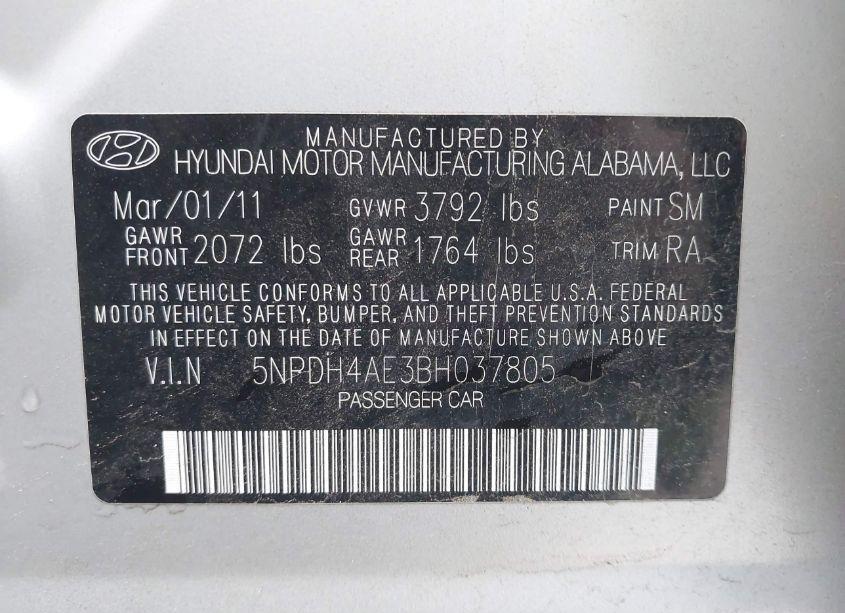 MANUFACTURED BY
HYUNDAI MOTOR MANUFACTURING ALABAMA, LLC
Mar/01/11 GVWR 3792 lbs PAINT SM
GAWR FRONT 2072 lbs GAWR REAR 1764 lbs TRIM RA
THIS VEHICLE CONFORMS TO ALL APPLICABLE U.S.A. FEDERAL
MOTOR VEHICLE SAFETY, BUMPER, AND THEFT PREVENTION STANDARDS
IN EFFECT ON THE DATE OF MANUFACTURE SHOWN ABOVE
V.I.N 5NPDH4AE3BH037805
PASSENGER CAR